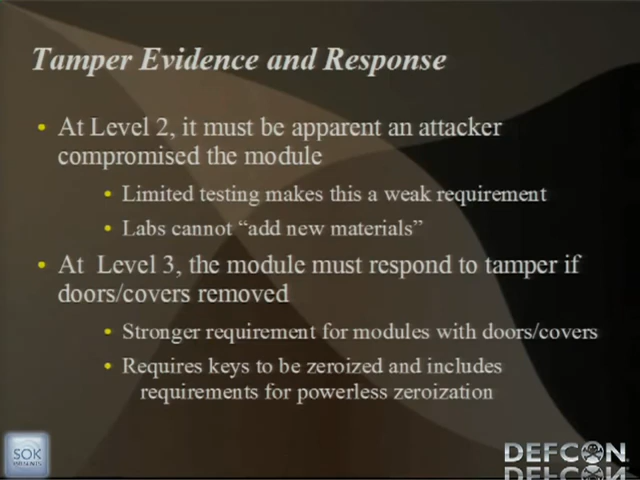 Tamper Evidence and Response
• At Level 2, it must be apparent an attacker
compromised the module
• Limited testing makes this a weak requirement
• Labs cannot “add new materials”
• At Level 3, the module must respond to tamper if
doors/covers removed
• Stronger requirement for modules with doors/covers
• Requires keys to be zeroized and includes
requirements for powerless zeroization
SOK
PRESENTS
DEFCON